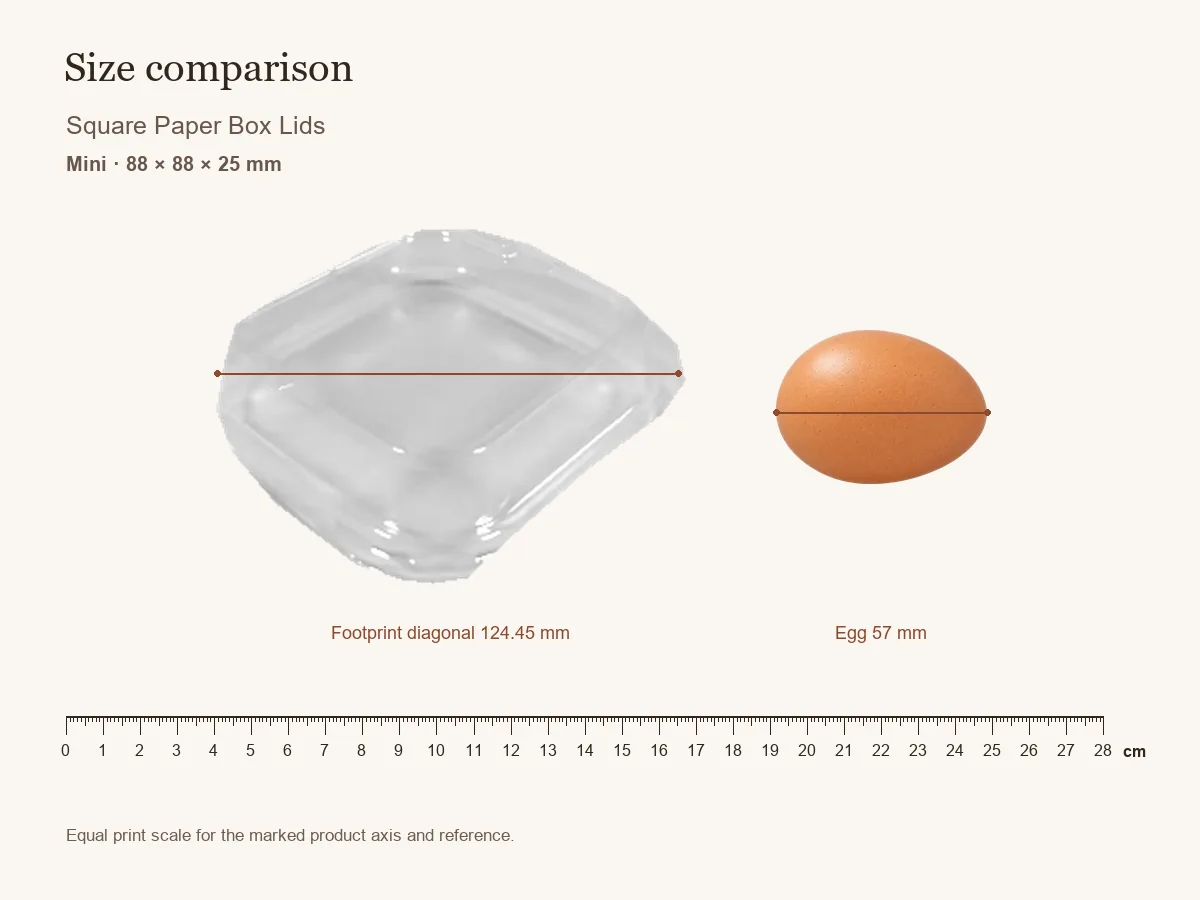 Size comparison
Square Paper Box Lids
Mini · 88 × 88 × 25 mm
Footprint diagonal 124.45 mm
Egg 57 mm
0 1 2 3 4 5 6 7 8 9 10 11 12 13 14 15 16 17 18 19 20 21 22 23 24 25 26 27 28 cm
Equal print scale for the marked product axis and reference.